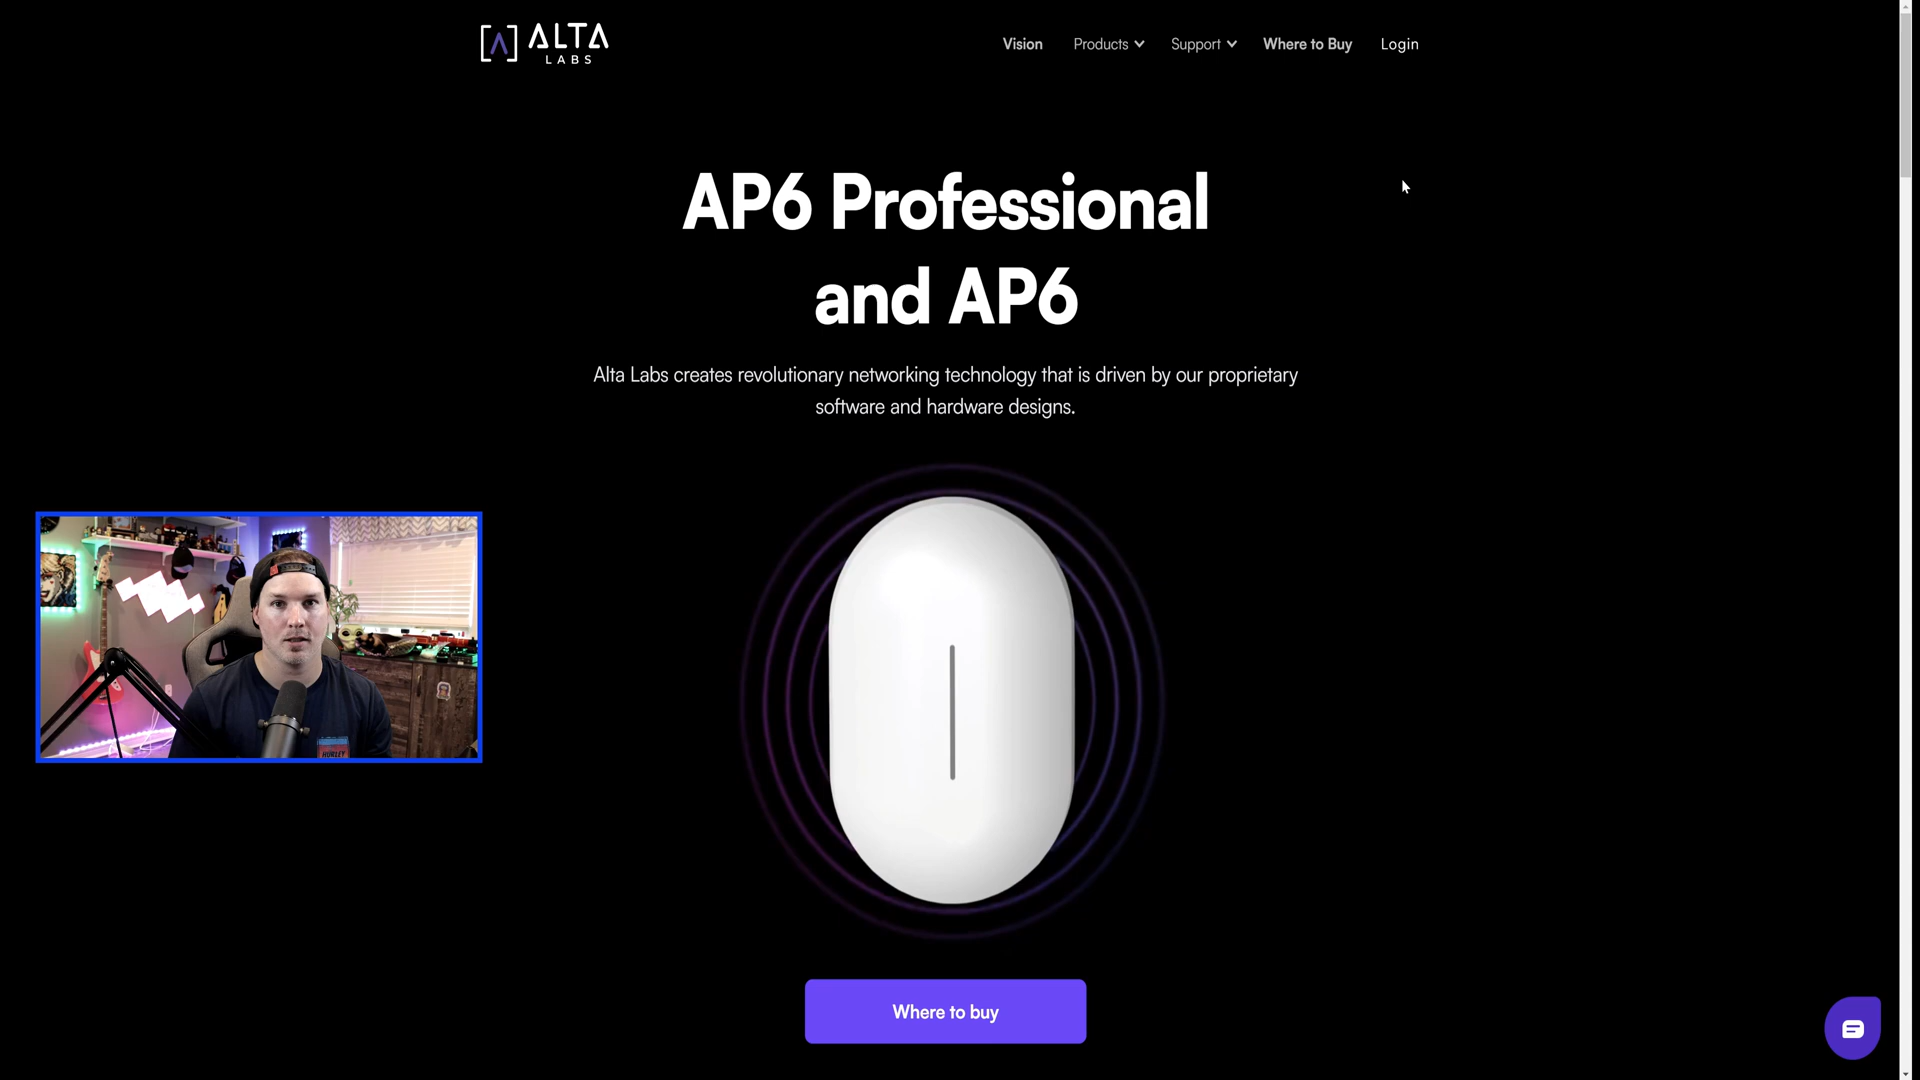 [A] ALTA
LABS
Vision
Products
Support
Where to Buy
Login
AP6 Professional
and AP6
Alta Labs creates revolutionary networking technology that is driven by our proprietary
software and hardware designs.
HURLEY
Where to buy